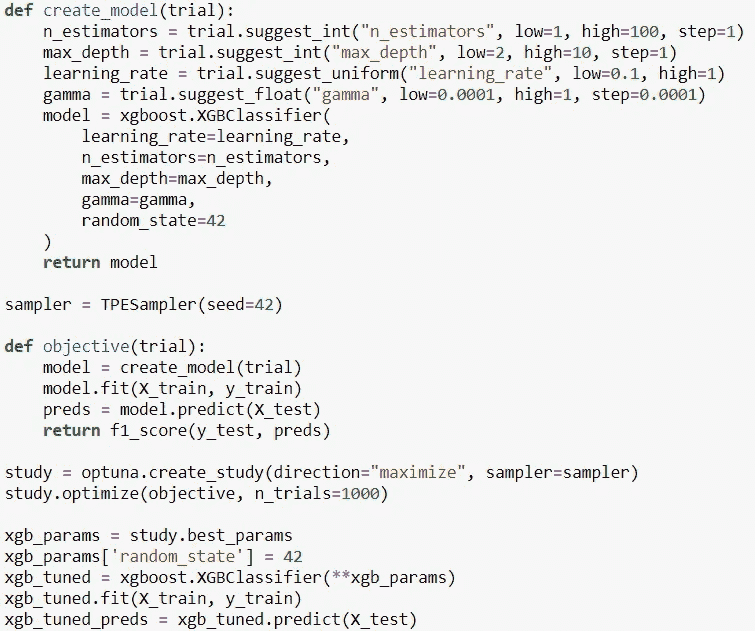 def create_model(trial):
    n_estimators = trial.suggest_int("n_estimators", low=1, high=100, step=1)
    max_depth = trial.suggest_int("max_depth", low=2, high=10, step=1)
    learning_rate = trial.suggest_uniform("learning_rate", low=0.1, high=1)
    gamma = trial.suggest_float("gamma", low=0.0001, high=1, step=0.0001)
    model = xgboost.XGBClassifier(
        learning_rate=learning_rate,
        n_estimators=n_estimators,
        max_depth=max_depth,
        gamma=gamma,
        random_state=42
    )
    return model

sampler = TPESampler(seed=42)

def objective(trial):
    model = create_model(trial)
    model.fit(X_train, y_train)
    preds = model.predict(X_test)
    return f1_score(y_test, preds)

study = optuna.create_study(direction="maximize", sampler=sampler)
study.optimize(objective, n_trials=1000)

xgb_params = study.best_params
xgb_params['random_state'] = 42
xgb_tuned = xgboost.XGBClassifier(**xgb_params)
xgb_tuned.fit(X_train, y_train)
xgb_tuned_preds = xgb_tuned.predict(X_test)